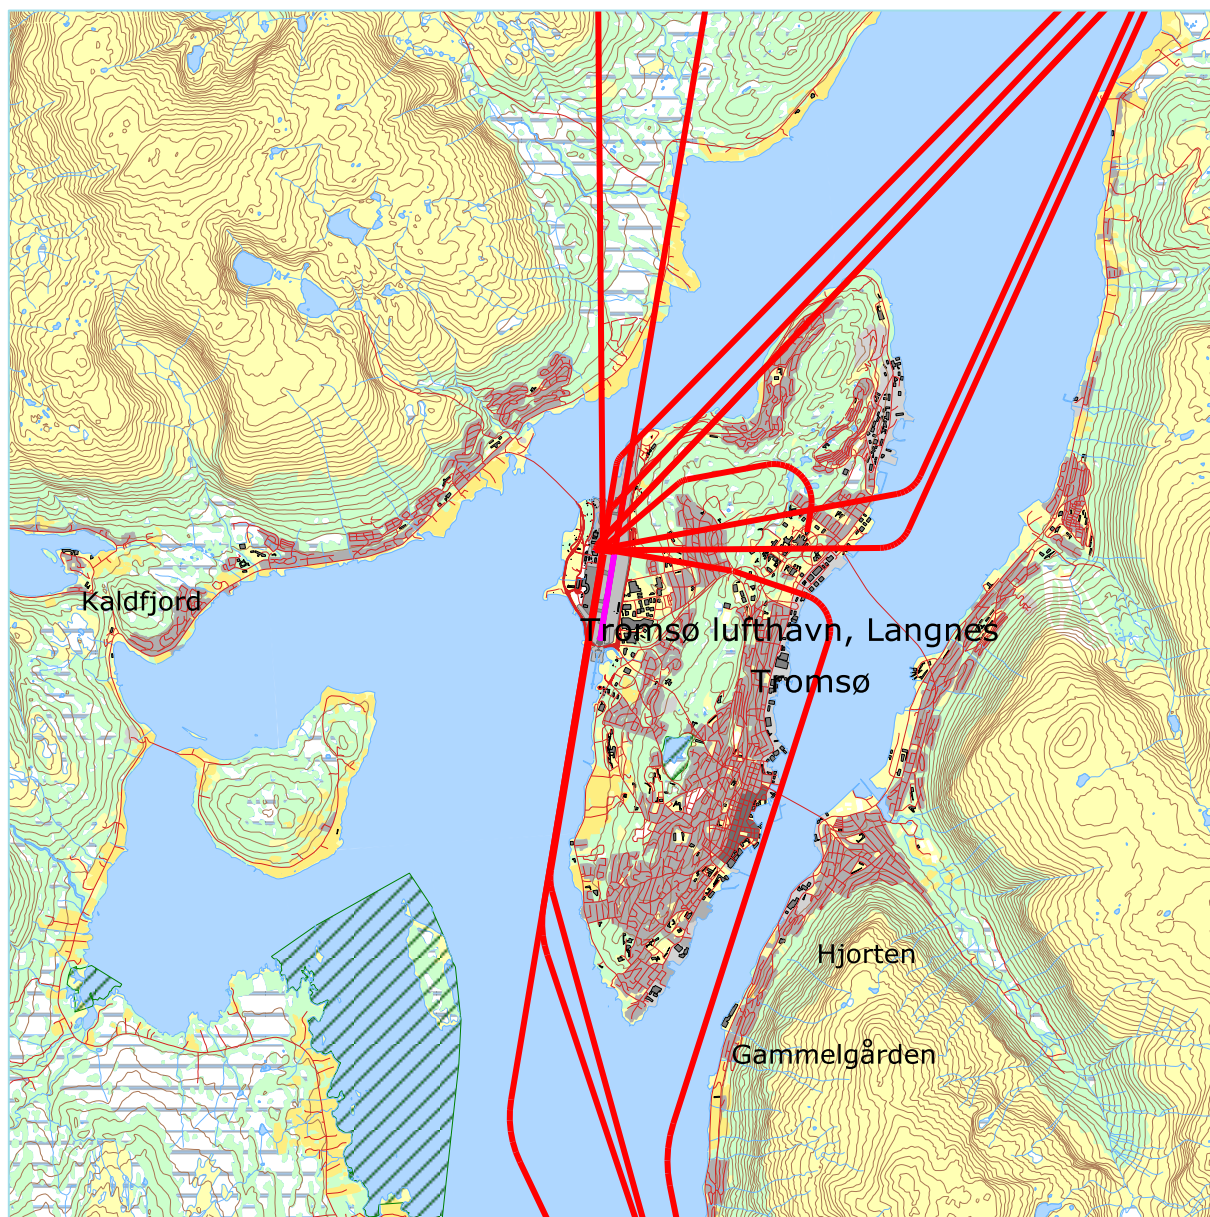 Kaldfjord
Tromsø lufthavn, Langnes
Tromsø
Hjorten
Gammelgården